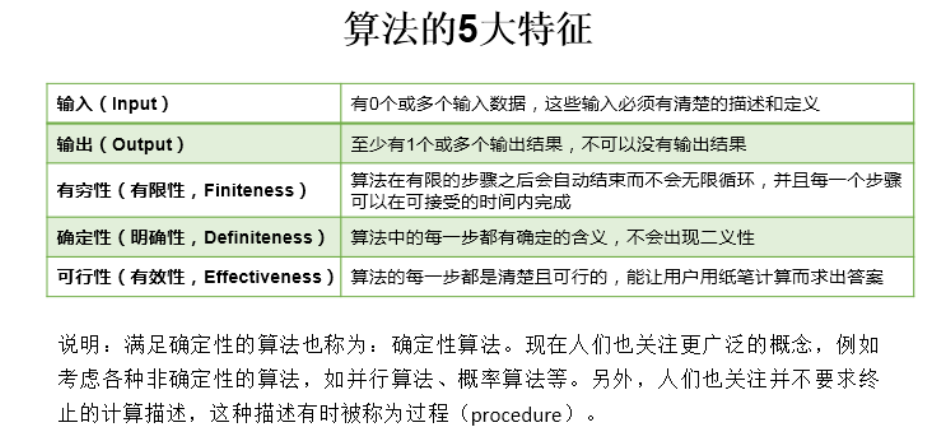 算法的5大特征
输入（Input）
有0个或多个输入数据，这些输入必须有清楚的描述和定义
输出（Output）
至少有1个或多个输出结果，不可以没有输出结果
有穷性（有限性，Finiteness）
算法在有限的步骤之后会自动结束而不会无限循环，并且每一个步骤
可以在可接受的时间内完成
确定性（明确性，Definiteness）
算法中的每一步都有确定的含义，不会出现二义性
可行性（有效性，Effectiveness）
算法的每一步都是清楚且可行的，能让用户用纸笔计算而求出答案
说明：满足确定性的算法也称为：确定性算法。现在人们也关注更广泛的概念，例如
考虑各种非确定性的算法，如并行算法、概率算法等。另外，人们也关注并不要求终
止的计算描述，这种描述有时被称为过程（procedure）。